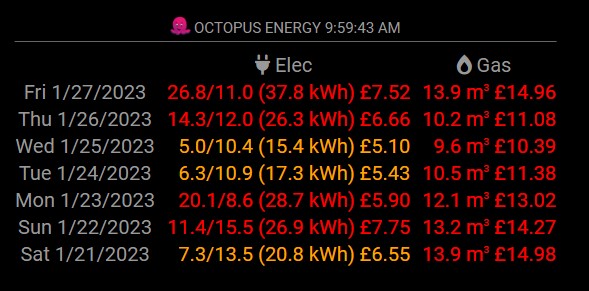 OCTOPUS ENERGY 9:59:43 AM
Elec Gas
Fri 1/27/2023 26.8/11.0 (37.8 kWh) £7.52 13.9 m³ £14.96
Thu 1/26/2023 14.3/12.0 (26.3 kWh) £6.66 10.2 m³ £11.08
Wed 1/25/2023 5.0/10.4 (15.4 kWh) £5.10 9.6 m³ £10.39
Tue 1/24/2023 6.3/10.9 (17.3 kWh) £5.43 10.5 m³ £11.38
Mon 1/23/2023 20.1/8.6 (28.7 kWh) £5.90 12.1 m³ £13.02
Sun 1/22/2023 11.4/15.5 (26.9 kWh) £7.75 13.2 m³ £14.27
Sat 1/21/2023 7.3/13.5 (20.8 kWh) £6.55 13.9 m³ £14.98